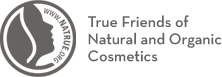 WWW.NATRUE.ORG
True Friends of
Natural and Organic
Cosmetics